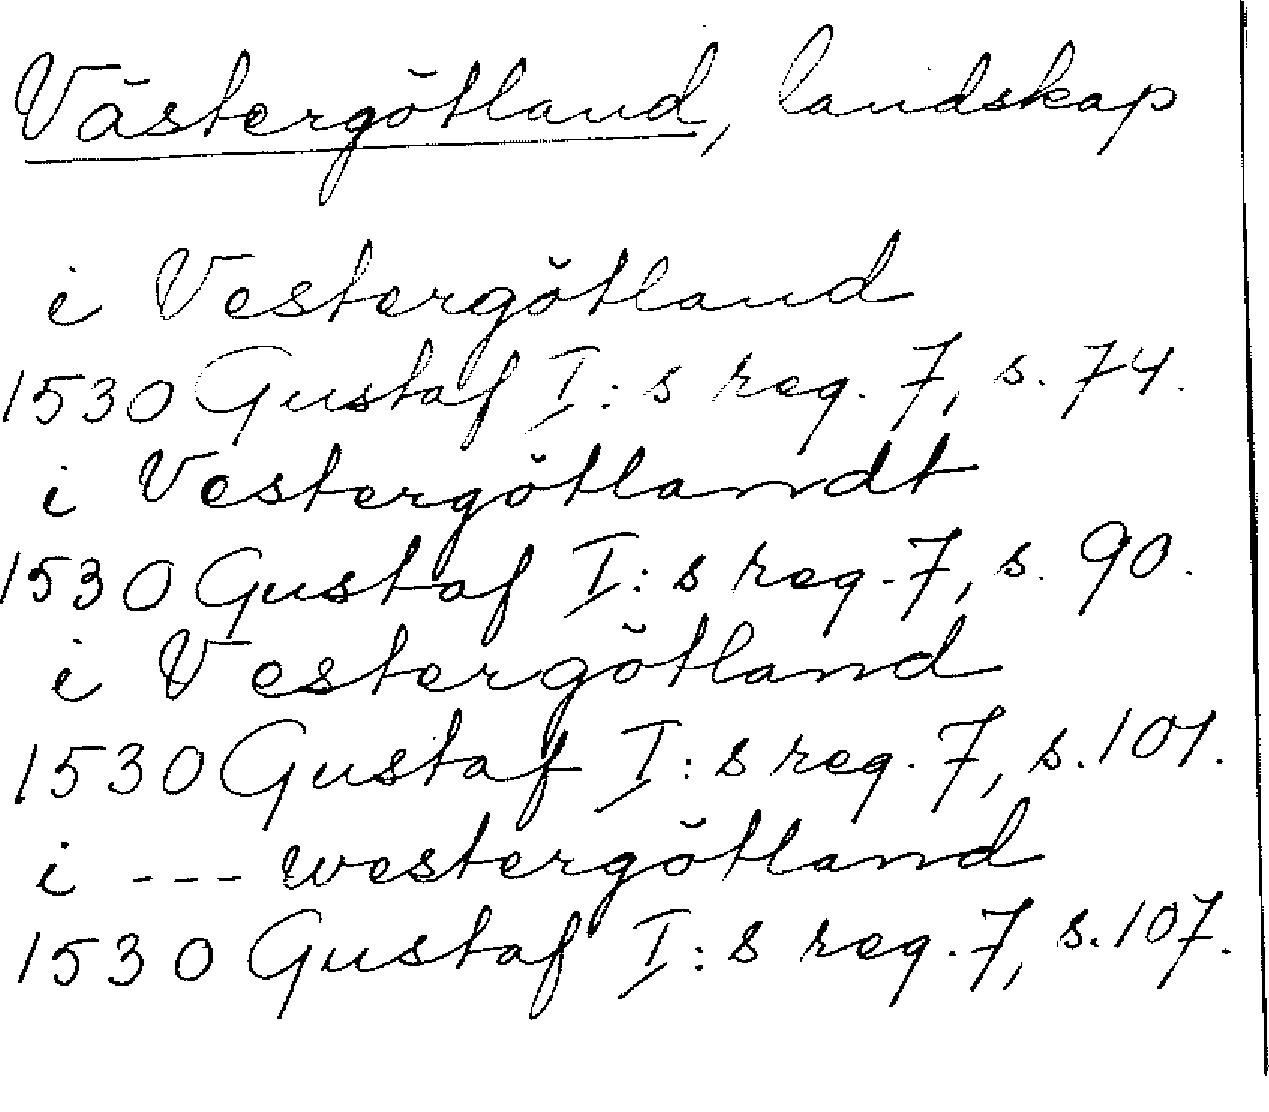 Västergötland, landskap
i Vestergötland
1530 Gustaf I:s reg. 7, s. 74.
i Vestergötlandt
1530 Gustaf I:s reg. 7, s. 90.
i Vestergötland
1530 Gustaf I:s reg. 7, s. 101.
i --- westergötland
1530 Gustaf I:s reg. 7, s. 107.